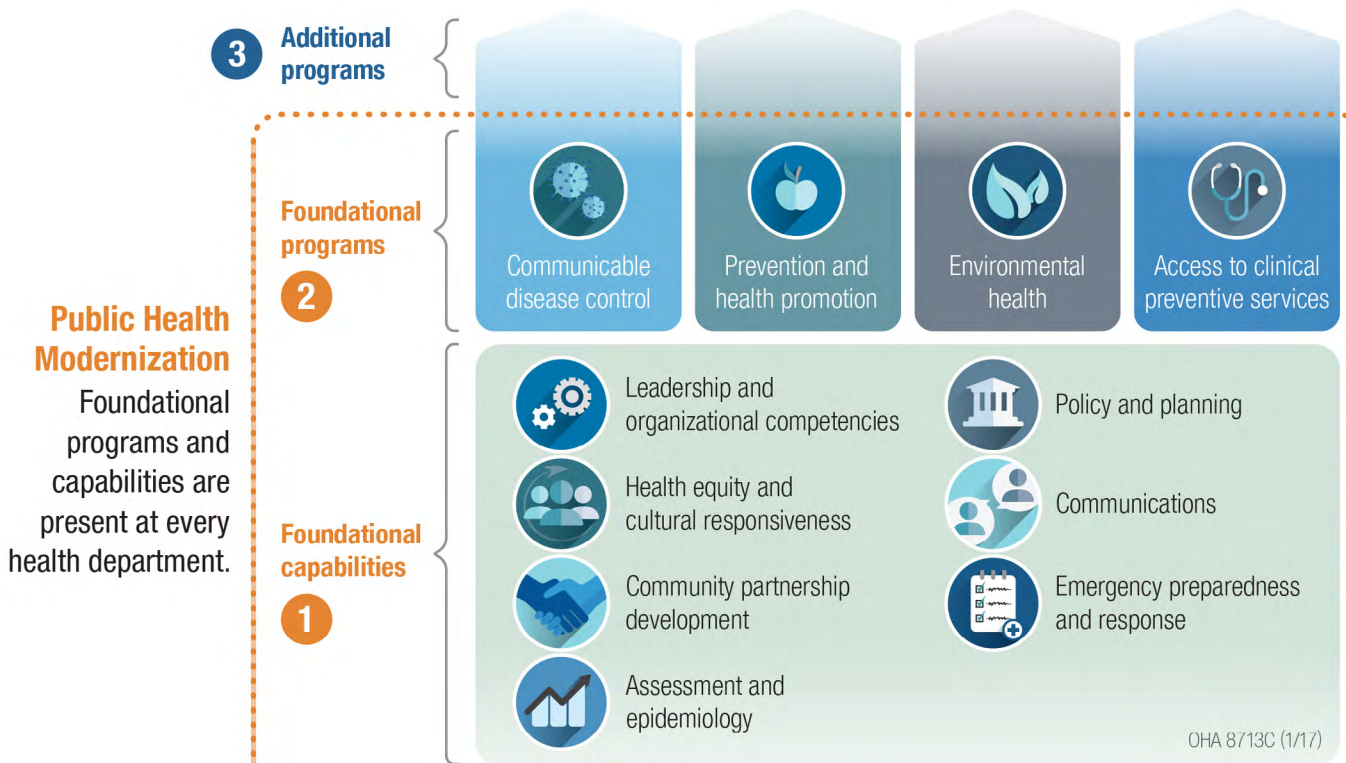 3
Additional
programs
Foundational
programs
2
Communicable
disease control
Prevention and
health promotion
Environmental
health
Access to clinical
preventive services
Public Health
Modernization
Foundational
programs and
capabilities are
present at every
health department.
Foundational
capabilities
1
Leadership and
organizational competencies
Health equity and
cultural responsiveness
Community partnership
development
Assessment and
epidemiology
Policy and planning
Communications
Emergency preparedness
and response
OHA 8713C (1/17)